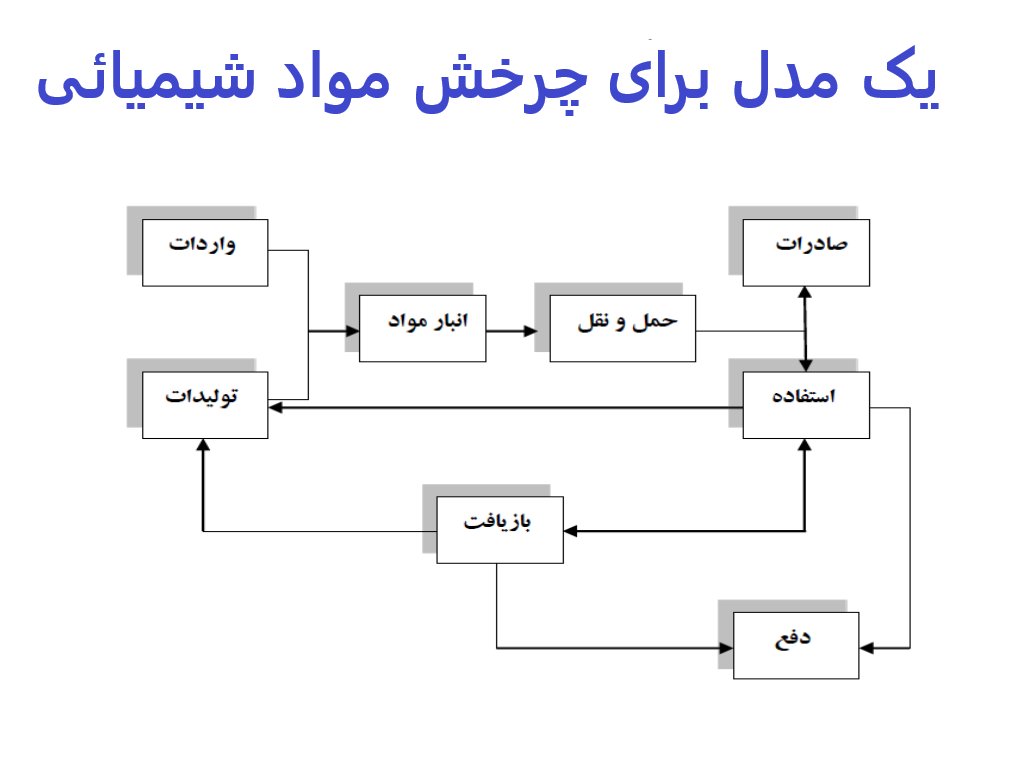 یک مدل برای چرخش مواد شیمیائی
صادرات
واردات
حمل و نقل
انبار مواد
استفاده
تولیدات
بازیافت
دفع